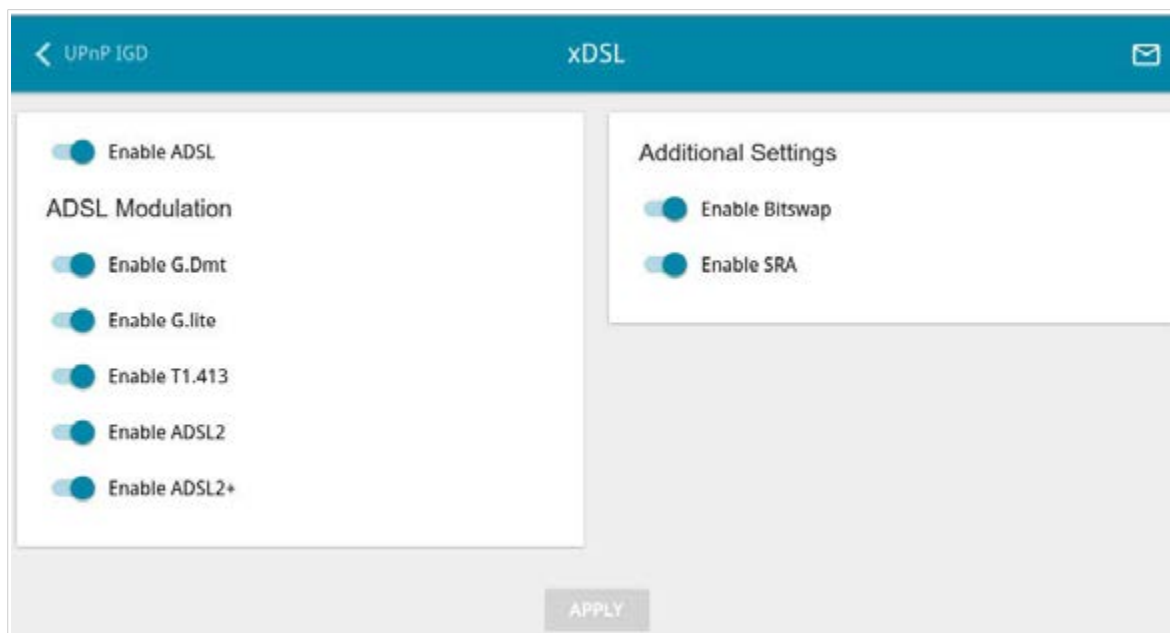 UPnP IGD
xDSL
Enable ADSL
ADSL Modulation
Enable G.Dmt
Enable G.lite
Enable T1.413
Enable ADSL2
Enable ADSL2+
Additional Settings
Enable Bitswap
Enable SRA
APPLY